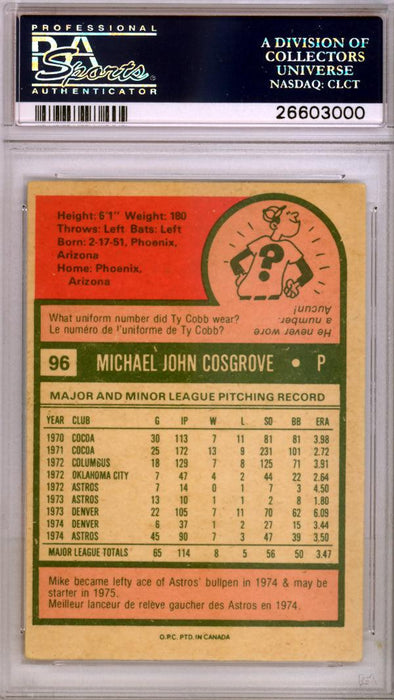 PROFESSIONAL
PSA
Sports
AUTHENTICATOR
A DIVISION OF
COLLECTORS
UNIVERSE
NASDAQ: CLCT
26603000
Height: 6'1" Weight: 180
Throws: Left Bats: Left
Born: 2-17-51, Phoenix,
Arizona
Home: Phoenix,
Arizona
?
What uniform number did Ty Cobb wear?
Le numéro de l'uniforme de Ty Cobb?
He never wore
a number.
Aucun!
96 MICHAEL JOHN COSGROVE • P
MAJOR AND MINOR LEAGUE PITCHING RECORD
YEAR CLUB G IP W L SO BB ERA
1970 COCOA 30 113 7 11 81 81 3.98
1971 COCOA 25 172 13 9 231 101 2.72
1972 COLUMBUS 18 129 7 8 125 71 3.91
1972 OKLAHOMA CITY 7 47 4 2 44 22 2.64
1972 ASTROS 7 14 0 1 7 3 4.50
1973 ASTROS 13 10 1 1 2 8 1.80
1973 DENVER 22 105 7 11 70 62 6.09
1974 DENVER 6 37 1 2 27 15 3.44
1974 ASTROS 45 90 7 3 47 39 3.50
MAJOR LEAGUE TOTALS 65 114 8 5 56 50 3.47
Mike became lefty ace of Astros' bullpen in 1974 & may be
starter in 1975.
Meilleur lanceur de relève gaucher des Astros en 1974.
O.P.C. PTD. IN CANADA